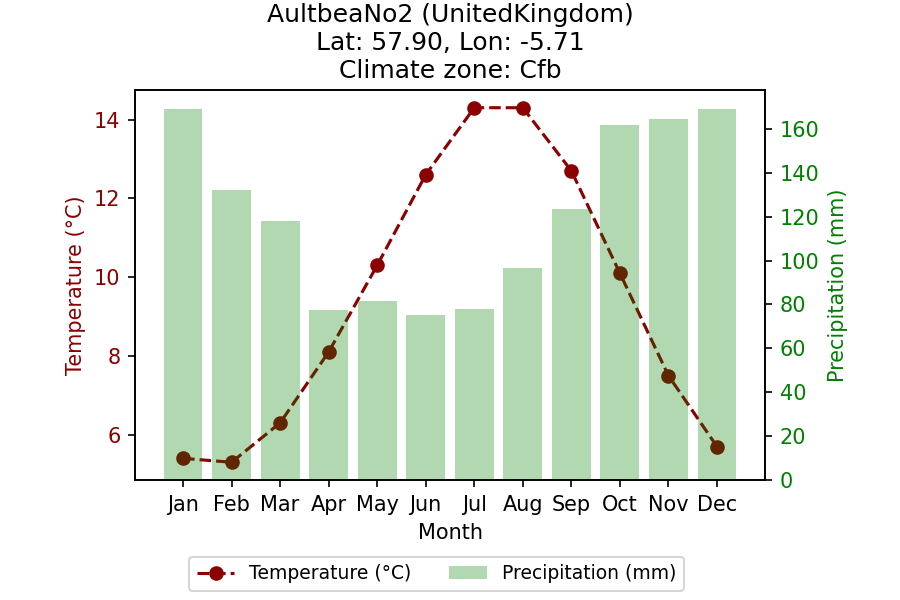 AultbeaNo2 (UnitedKingdom)
Lat: 57.90, Lon: -5.71
Climate zone: Cfb
14
12
10
8
6
Temperature (°C)
160
140
120
100
80
60
40
20
0
Precipitation (mm)
Jan Feb Mar Apr May Jun Jul Aug Sep Oct Nov Dec
Month
Temperature (°C) Precipitation (mm)